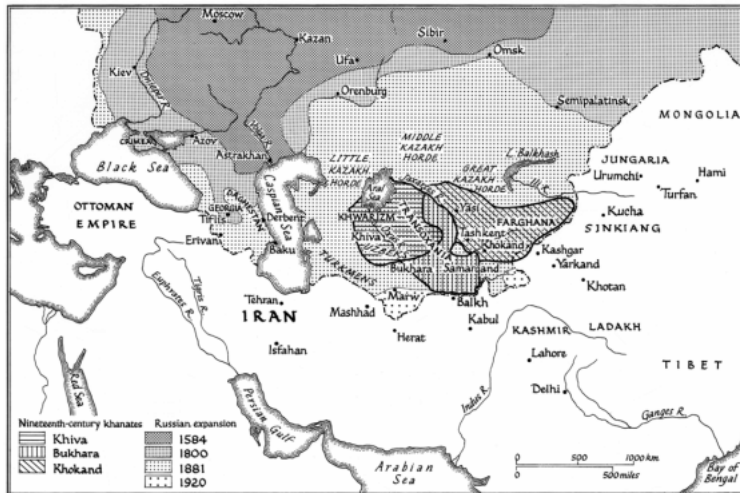 Moscow
Kazan
Sibir
Omsk
Ufa
Kiev
Dnieper R.
Orenburg
Semipalatinsk
MONGOLIA
CRIMEA
Azov
Volga R.
Astrakhan
Black Sea
LITTLE
KAZAKH
HORDE
MIDDLE
KAZAKH
HORDE
GREAT
KAZAKH
HORDE
L. Balkhash
Ili R.
JUNGARIA
Urumchi
Hami
Turfan
Kucha
SINKIANG
OTTOMAN
EMPIRE
GEORGIA
Tiflis
Erivan
Derbent
Baku
Caspian Sea
Aral
Sea
KHWARIZM
Khiva
TRANSOXANIA
Yasi
Tashkent
FARGHANA
Khokand
Kashgar
Yarkand
Khotan
Bukhara
Samarqand
TURKMENS
Marw
Balkh
Tehran
Mashhad
Herat
Kabul
IRAN
Isfahan
Euphrates R.
Tigris R.
KASHMIR
LADAKH
Lahore
Delhi
TIBET
Indus R.
Ganges R.
Red Sea
Persian Gulf
Arabian
Sea
Bay of
Bengal
Nineteenth-century khanates
Khiva
Bukhara
Khokand
Russian expansion
1584
1800
1881
1920
0 500 1000 km
0 500 miles